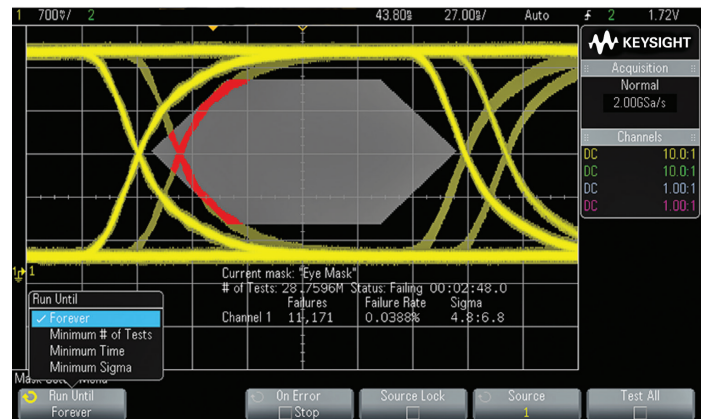 1 700▽/ 2 43.80▯ 27.00▯/ Auto 2 1.72V
KEYSIGHT
Acquisition
Normal
2.00GSa/s
Channels
DC 10.0:1
DC 10.0:1
DC 1.00:1
DC 1.00:1
1
Current mask: "Eye Mask"
# of Tests: 28.7596M Status: Failing 00:02:48.0
Failures Failure Rate Sigma
Channel 1 11,171 0.0388% 4.8:6.8
Run Until
Forever
Minimum # of Tests
Minimum Time
Minimum Sigma
Menu
Run Until
Forever
On Error
Stop
Source Lock
Source
1
Test All